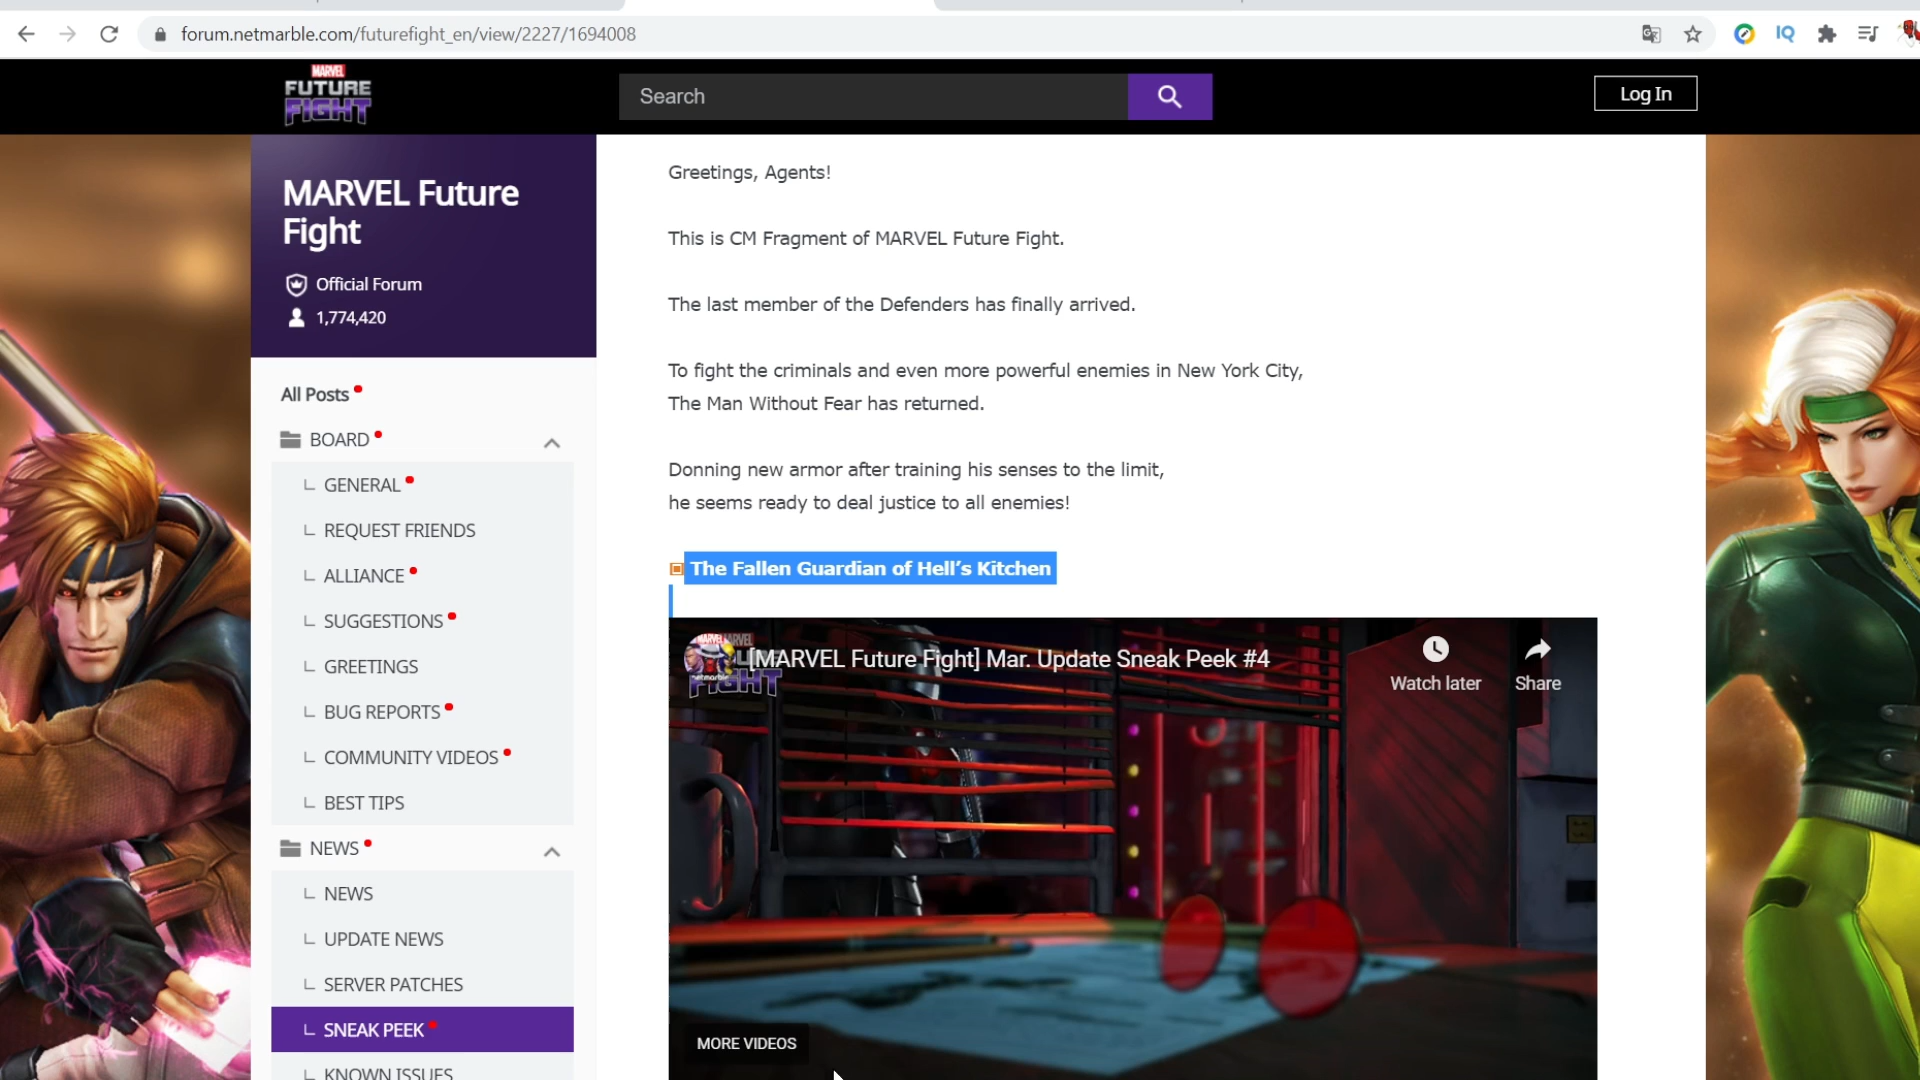 forum.netmarble.com/futurefight_en/view/2227/1694008
IQ
MARVEL
FUTURE
FIGHT
Search
Log In
MARVEL Future
Fight
Official Forum
1,774,420
All Posts
BOARD
GENERAL
REQUEST FRIENDS
ALLIANCE
SUGGESTIONS
GREETINGS
BUG REPORTS
COMMUNITY VIDEOS
BEST TIPS
NEWS
NEWS
UPDATE NEWS
SERVER PATCHES
SNEAK PEEK
KNOWN ISSUES
Greetings, Agents!
This is CM Fragment of MARVEL Future Fight.
The last member of the Defenders has finally arrived.
To fight the criminals and even more powerful enemies in New York City,
The Man Without Fear has returned.
Donning new armor after training his senses to the limit,
he seems ready to deal justice to all enemies!
The Fallen Guardian of Hell’s Kitchen
[MARVEL Future Fight] Mar. Update Sneak Peek #4
Watch later
Share
MORE VIDEOS